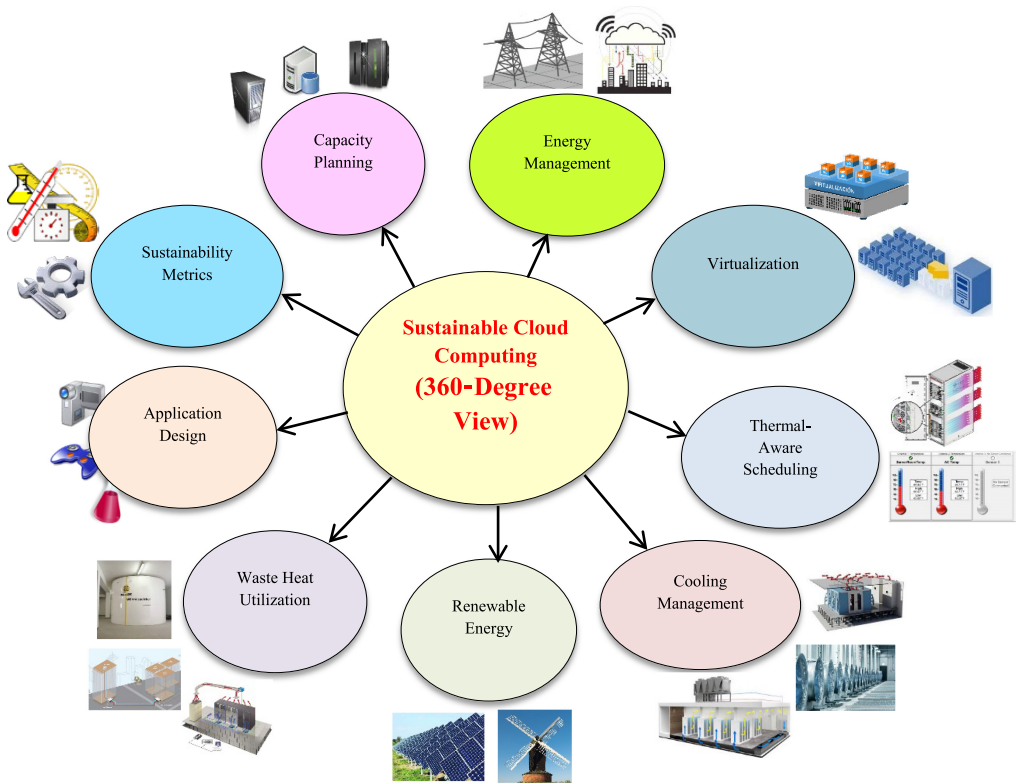 Capacity
Planning
Energy
Management
VIRTUALIZACIÓN
Sustainability
Metrics
Virtualization
Sustainable Cloud
Computing
(360-Degree
View)
Application
Design
Thermal-
Aware
Scheduling
Waste Heat
Utilization
Renewable
Energy
Cooling
Management